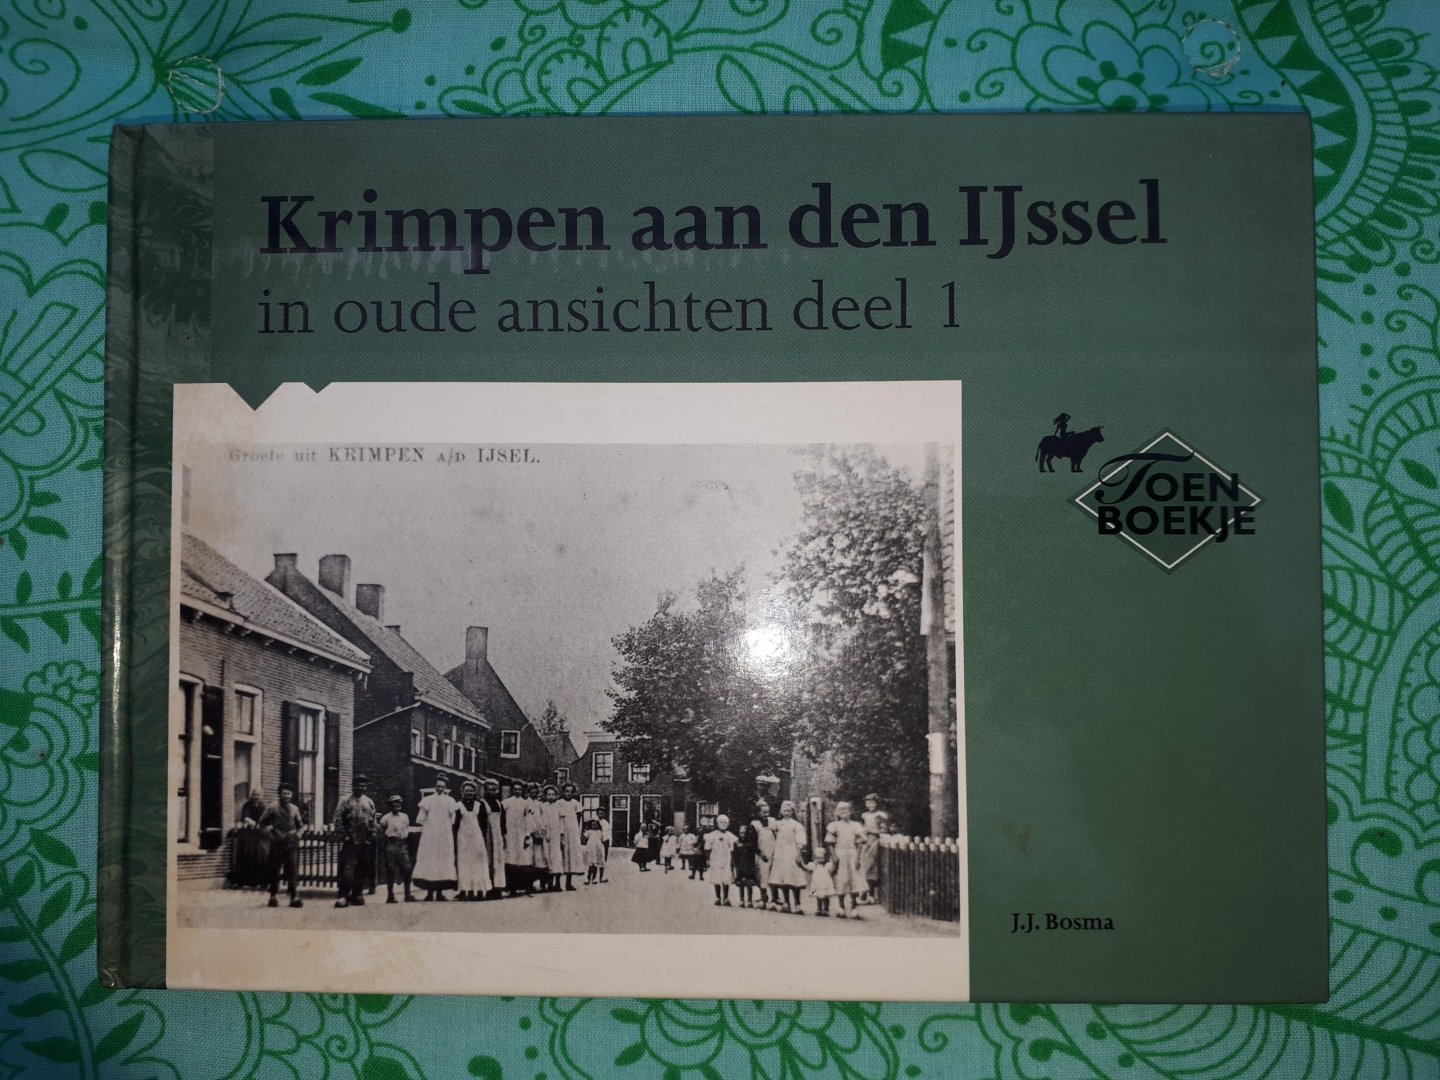 Krimpen aan den IJssel
in oude ansichten deel 1
Groete uit KRIMPEN A/D IJSEL.
TOEN
BOEKJE
J.J. Bosma